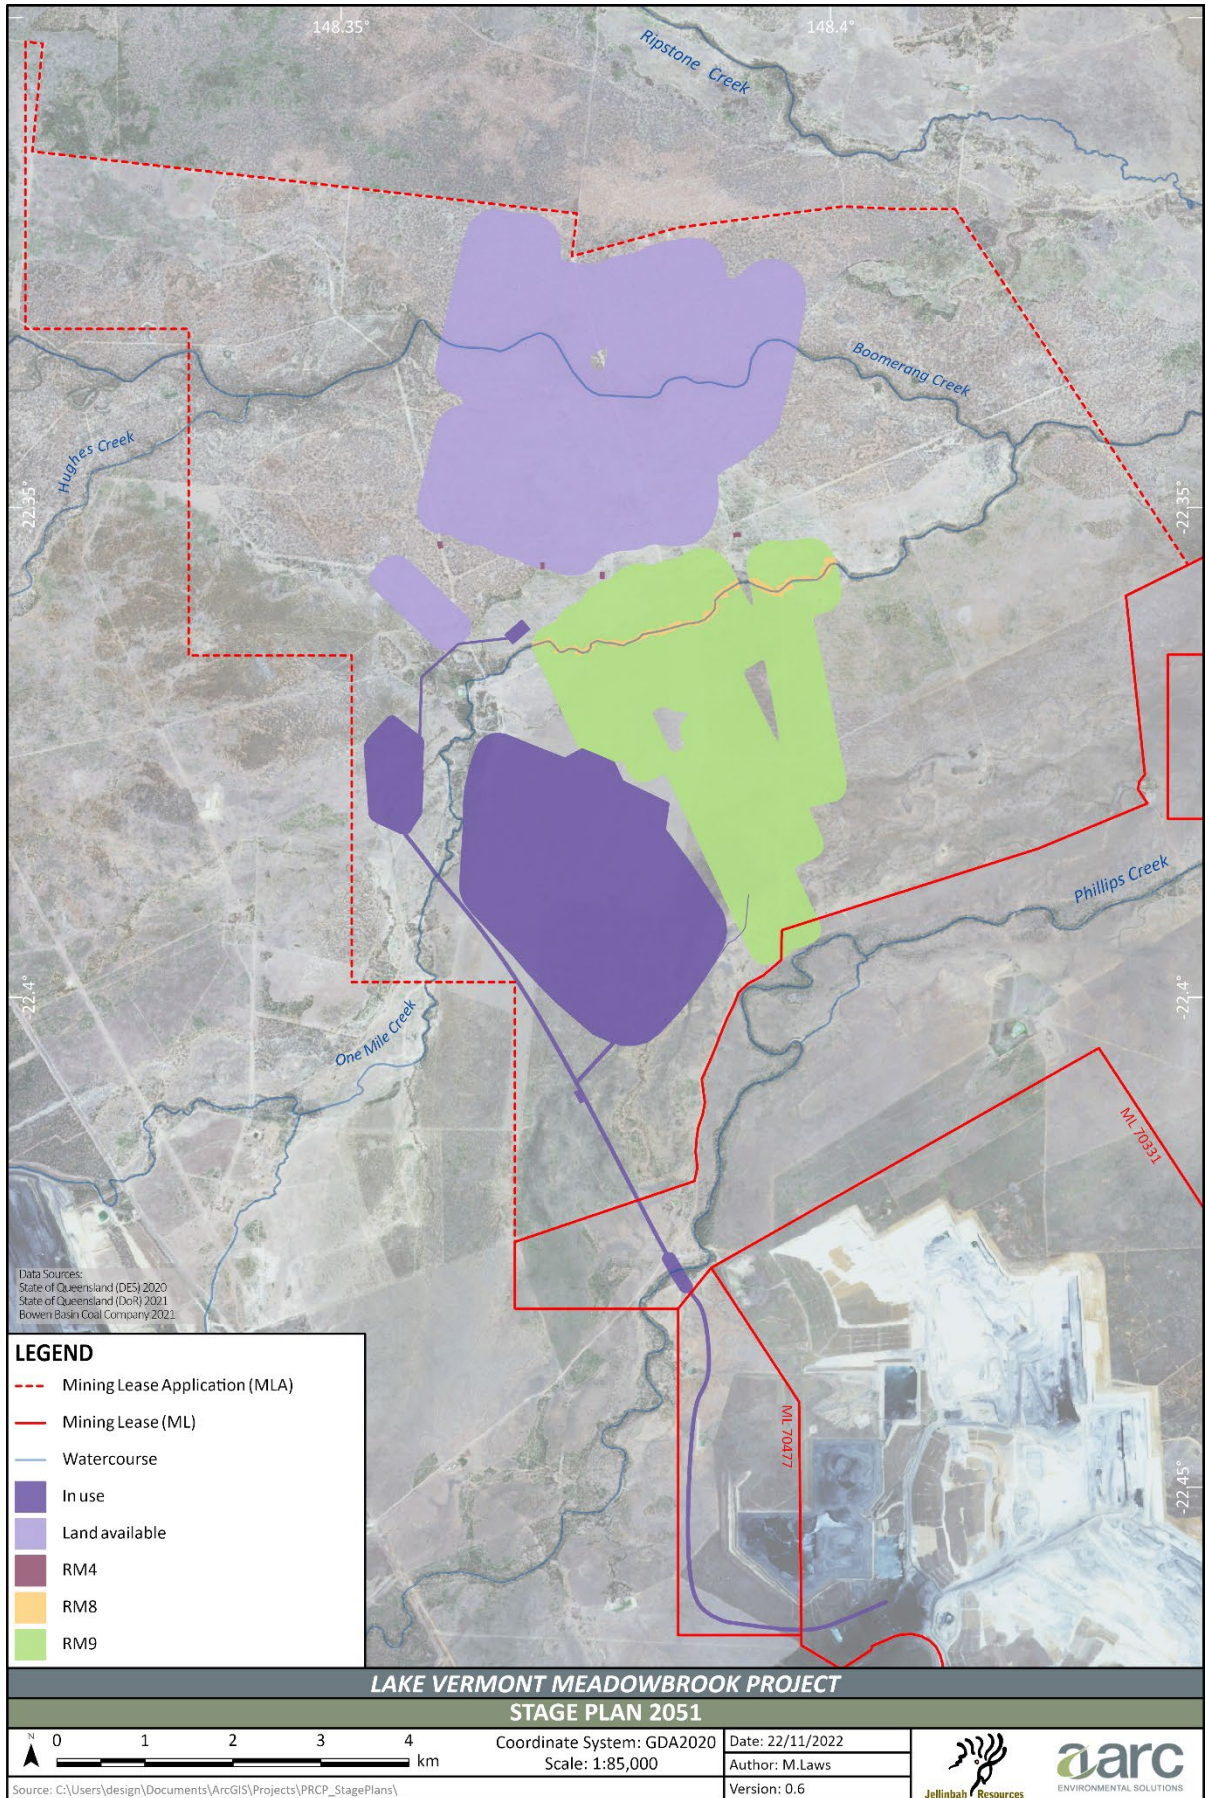 148.35°
148.4°
Ripstone Creek
Boomerang Creek
Hughes Creek
-22.35°
-22.35°
Phillips Creek
-22.4°
-22.4°
One Mile Creek
ML 70331
ML 70477
-22.45°
Data Sources:
State of Queensland (DES) 2020
State of Queensland (DoR) 2021
Bowen Basin Coal Company 2021
LEGEND
Mining Lease Application (MLA)
Mining Lease (ML)
Watercourse
In use
Land available
RM4
RM8
RM9
LAKE VERMONT MEADOWBROOK PROJECT
STAGE PLAN 2051
N
0 1 2 3 4
km
Coordinate System: GDA2020
Scale: 1:85,000
Source: C:\Users\design\Documents\ArcGIS\Projects\PRCP_StagePlans\
Date: 22/11/2022
Author: M.Laws
Version: 0.6
Jellinbah Resources
aarc
ENVIRONMENTAL SOLUTIONS